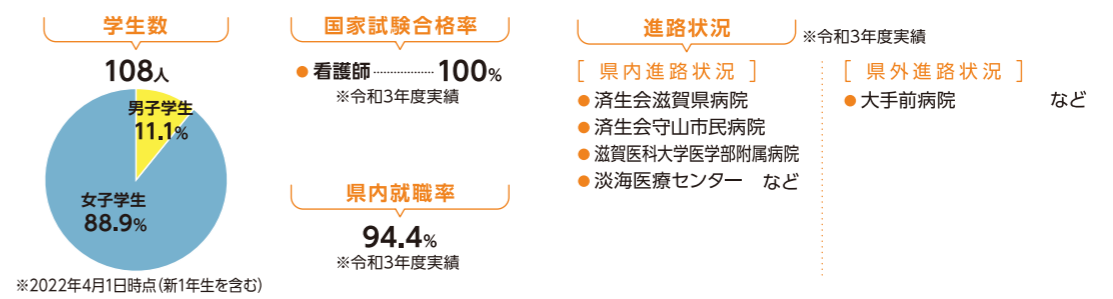 学生数
108人
男子学生
11.1%
女子学生
88.9%
※2022年4月1日時点(新1年生を含む)
国家試験合格率
●看護師………………100%
※令和3年度実績
県内就職率
94.4%
※令和3年度実績
進路状況
※令和3年度実績
[ 県内進路状況 ]
●済生会滋賀県病院
●済生会守山市民病院
●滋賀医科大学医学部附属病院
●淡海医療センター など
[ 県外進路状況 ]
●大手前病院 など